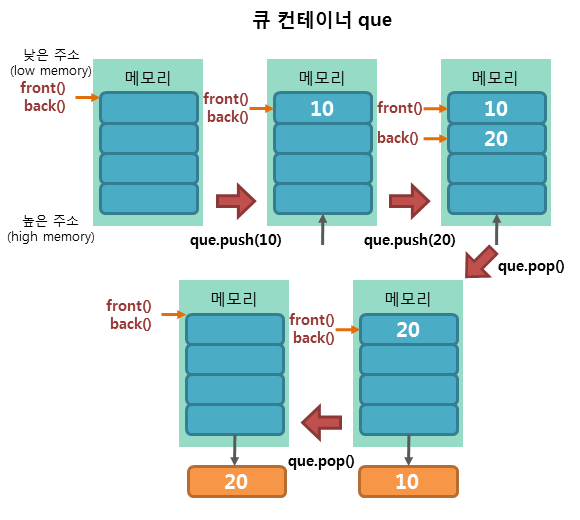 큐 컨테이너 que
낮은 주소
(low memory)
front()
back()
메모리
높은 주소
(high memory)
메모리
front()
back()
10
que.push(10)
메모리
front()
10
back()
20
que.push(20)
que.pop()
메모리
front()
back()
20
메모리
front()
back()
20
que.pop()
10